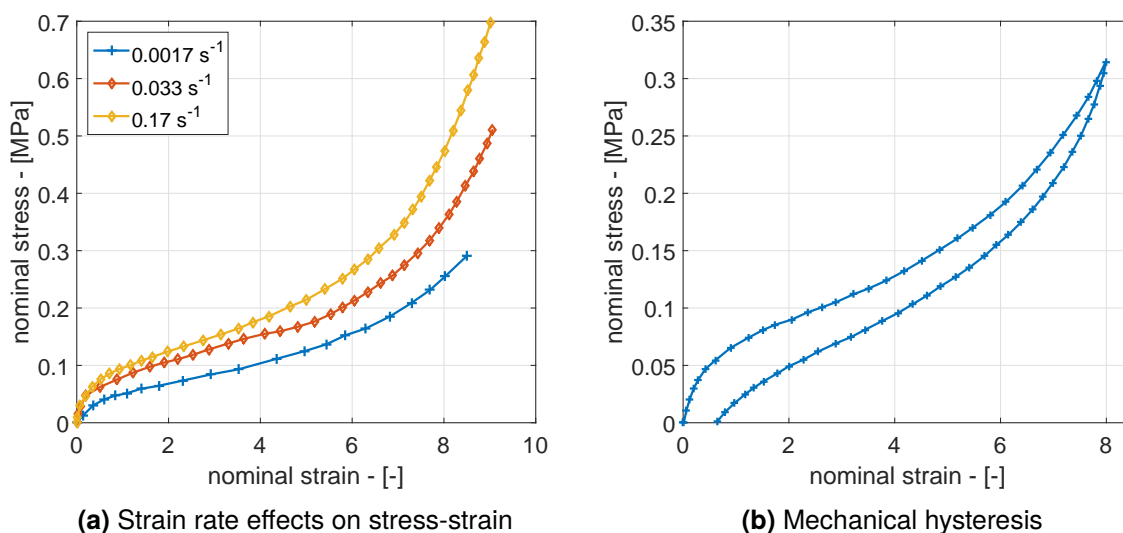 0.7
0.6
0.5
0.4
0.3
0.2
0.1
0
nominal stress - [MPa]
0.0017 s⁻¹
0.033 s⁻¹
0.17 s⁻¹
0 2 4 6 8 10
nominal strain - [-]
(a) Strain rate effects on stress-strain
0.35
0.3
0.25
0.2
0.15
0.1
0.05
0
nominal stress - [MPa]
0 2 4 6 8
nominal strain - [-]
(b) Mechanical hysteresis